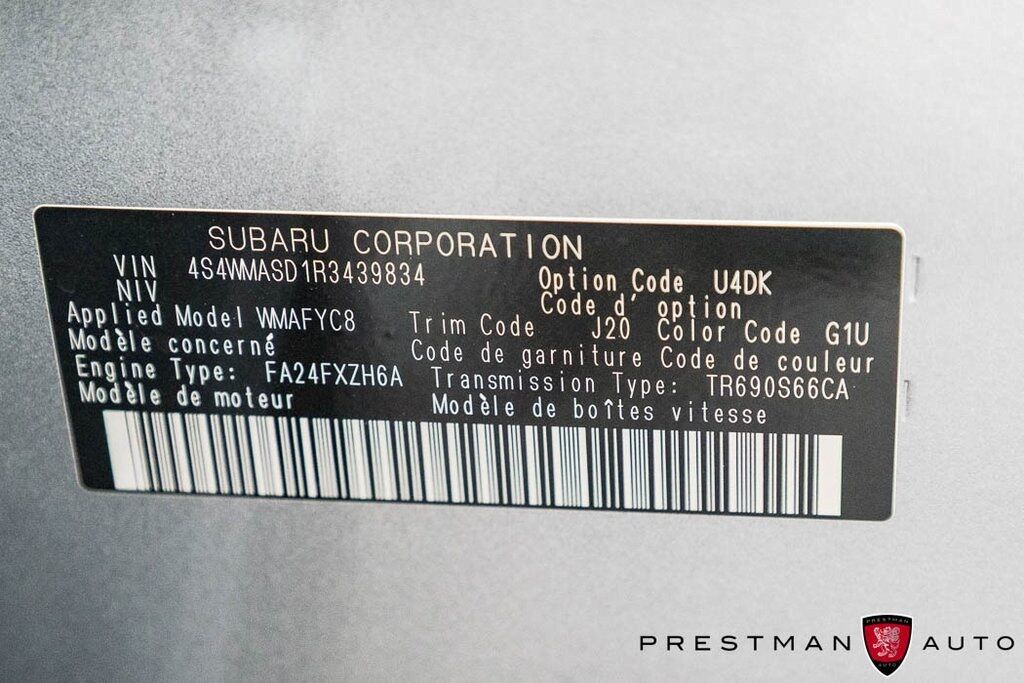 SUBARU CORPORATION
VIN 4S4WMASD1R3439834 Option Code U4DK
NIV Code d' option
Applied Model WMAFYC8 Trim Code J20 Color Code G1U
Modèle concerné Code de garniture Code de couleur
Engine Type: FA24FXZH6A Transmission Type: TR690S66CA
Modèle de moteur Modèle de boîtes vitesse
PRESTMAN
PRESTMAN AUTO